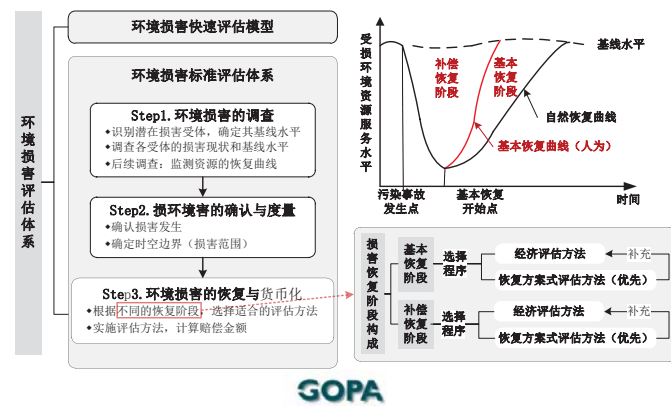 环境损害评估体系
环境损害快速评估模型
环境损害标准评估体系
Step1.环境损害的调查
◆识别潜在损害受体，确定其基线水平
◆调查各受体的损害现状和基线水平
◆后续调查：监测资源的恢复曲线
Step2.损环境害的确认与度量
◆确认损害发生
◆确定时空边界（损害范围）
Step3.环境损害的恢复与货币化
◆根据不同的恢复阶段，选择适合的评估方法
◆实施评估方法，计算赔偿金额
受损环境资源服务水平
补偿恢复阶段
基本恢复阶段
基线水平
自然恢复曲线
基本恢复曲线（人为）
污染事故
发生点
基本恢复
开始点
时间
损害恢复阶段构成
基本恢复阶段
选择
程序
经济评估方法
补充
恢复方案式评估方法（优先）
补偿恢复阶段
选择
程序
经济评估方法
补充
恢复方案式评估方法（优先）
GOPA